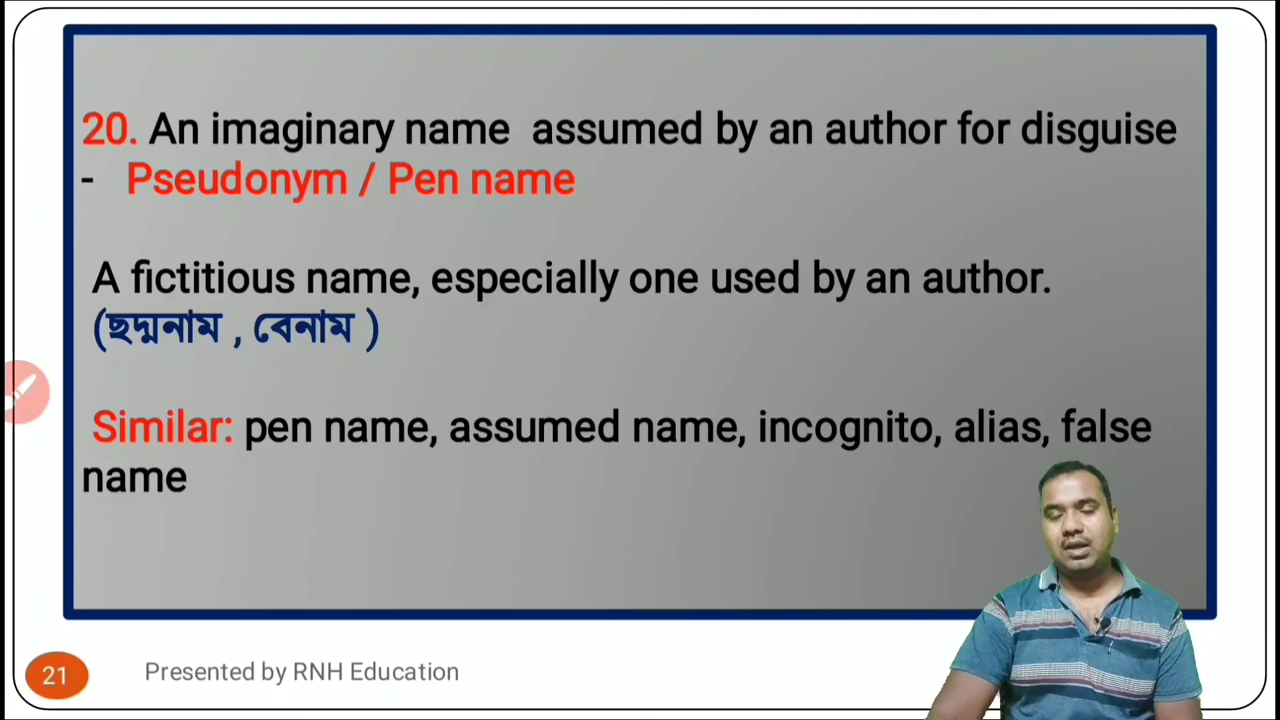 20. An imaginary name assumed by an author for disguise
- Pseudonym / Pen name
A fictitious name, especially one used by an author.
(ছদ্মনাম , বেনাম )
Similar: pen name, assumed name, incognito, alias, false
name
21
Presented by RNH Education